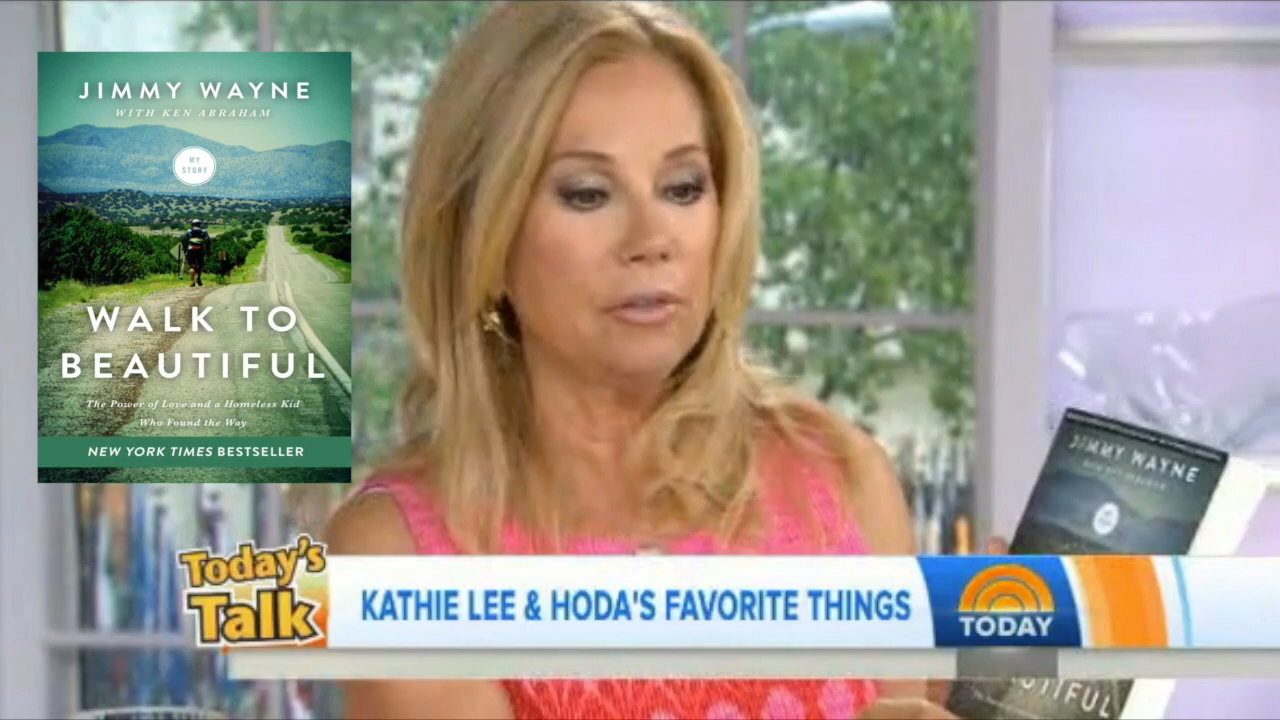 JIMMY WAYNE
WITH KEN ABRAHAM
MY
STORY
WALK TO
BEAUTIFUL
The Power of Love and a Homeless Kid
Who Found the Way
NEW YORK TIMES BESTSELLER
JIMMY WAYNE
Today's
Talk
KATHIE LEE & HODA'S FAVORITE THINGS
TODAY